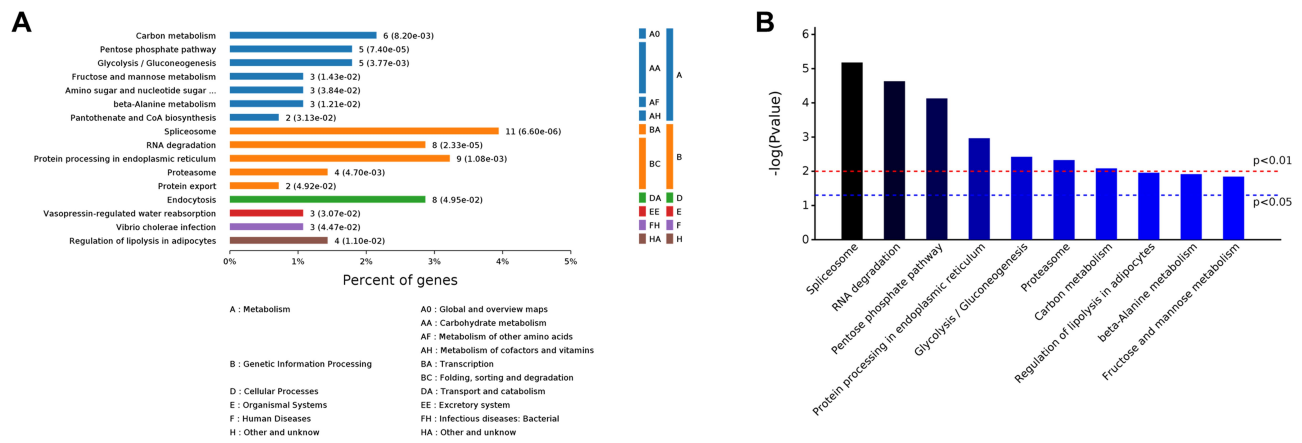 A
Carbon metabolism 6 (8.20e-03)
Pentose phosphate pathway 5 (7.40e-05)
Glycolysis / Gluconeogenesis 5 (3.77e-03)
Fructose and mannose metabolism 3 (1.43e-02)
Amino sugar and nucleotide sugar ... 3 (3.84e-02)
beta-Alanine metabolism 3 (1.21e-02)
Pantothenate and CoA biosynthesis 2 (3.13e-02)
Spliceosome 11 (6.60e-06)
RNA degradation 8 (2.33e-05)
Protein processing in endoplasmic reticulum 9 (1.08e-03)
Proteasome 4 (4.70e-03)
Protein export 2 (4.92e-02)
Endocytosis 8 (4.95e-02)
Vasopressin-regulated water reabsorption 3 (3.07e-02)
Vibrio cholerae infection 3 (4.47e-02)
Regulation of lipolysis in adipocytes 4 (1.10e-02)
0% 1% 2% 3% 4% 5%
Percent of genes
A0
AA
A
AF
AH
BA
BC
B
DA D
EE E
FH F
HA H
A : Metabolism
A0 : Global and overview maps
AA : Carbohydrate metabolism
AF : Metabolism of other amino acids
AH : Metabolism of cofactors and vitamins
B : Genetic Information Processing
BA : Transcription
BC : Folding, sorting and degradation
D : Cellular Processes
DA : Transport and catabolism
E : Organismal Systems
EE : Excretory system
F : Human Diseases
FH : Infectious diseases: Bacterial
H : Other and unknow
HA : Other and unknow
B
-log(Pvalue)
6
5
4
3
2
1
0
p<0.01
p<0.05
Spliceosome
RNA degradation
Pentose phosphate pathway
Protein processing in endoplasmic reticulum
Glycolysis / Gluconeogenesis
Proteasome
Carbon metabolism
Regulation of lipolysis in adipocytes
beta-Alanine metabolism
Fructose and mannose metabolism